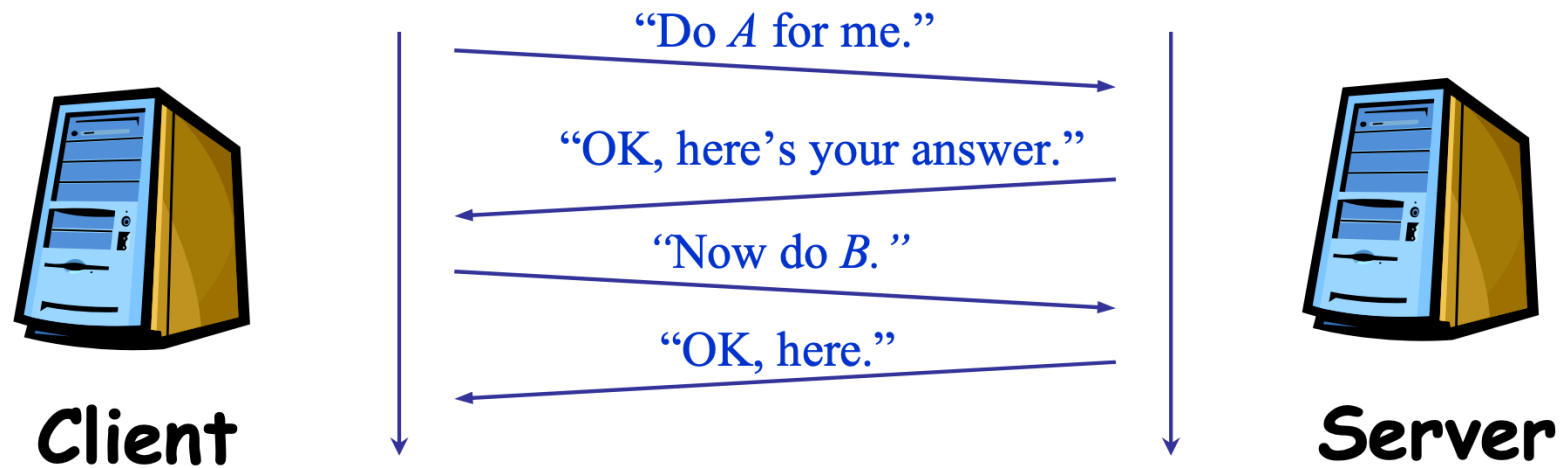 “Do A for me.”
“OK, here’s your answer.”
“Now do B.”
“OK, here.”
Client
Server